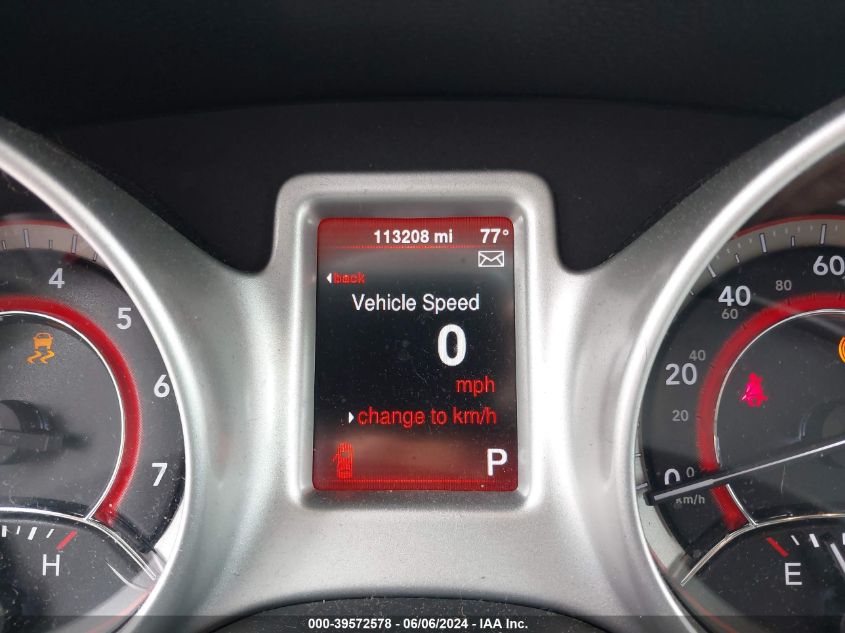 113208 mi 77°
back
Vehicle Speed
0
mph
change to km/h
P
4
5
6
7
H
60
80
40
60
40
20
20
0
0
km/h
E
000-39572578 - 06/06/2024 - IAA Inc.